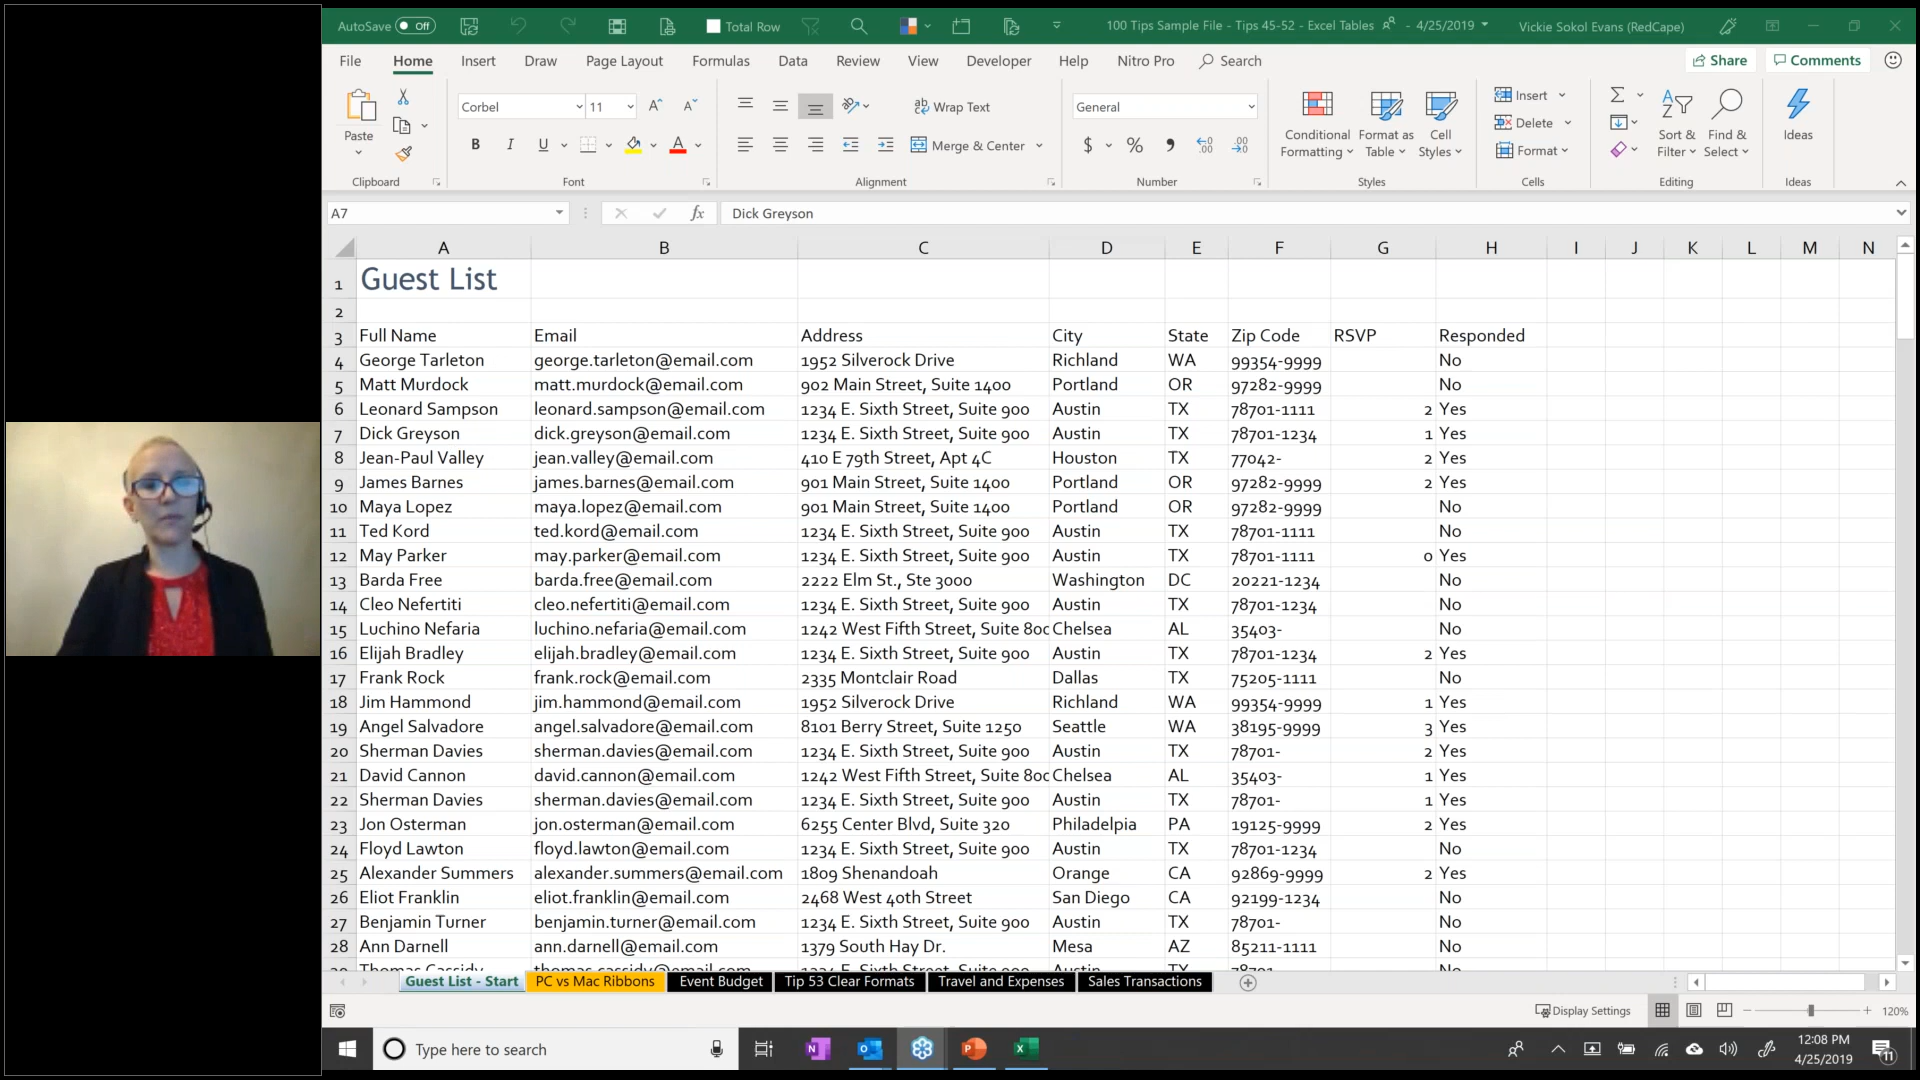 AutoSave Off Total Row 100 Tips Sample File - Tips 45-52 - Excel Tables - 4/25/2019 Vickie Sokol Evans (RedCape)
File Home Insert Draw Page Layout Formulas Data Review View Developer Help Nitro Pro Search Share Comments
Paste Corbel 11 Wrap Text General Conditional Formatting Format as Table Cell Styles Insert Sort & Filter Find & Select Ideas
B I U A Merge & Center $ % Delete Format
Clipboard Font Alignment Number Styles Cells Editing Ideas
A7 fx Dick Greyson
A B C D E F G H I J K L M N
1 Guest List
2
3 Full Name Email Address City State Zip Code RSVP Responded
4 George Tarleton george.tarleton@email.com 1952 Silverock Drive Richland WA 99354-9999 No
5 Matt Murdock matt.murdock@email.com 902 Main Street, Suite 1400 Portland OR 97282-9999 No
6 Leonard Sampson leonard.sampson@email.com 1234 E. Sixth Street, Suite 900 Austin TX 78701-1111 2 Yes
7 Dick Greyson dick.greyson@email.com 1234 E. Sixth Street, Suite 900 Austin TX 78701-1234 1 Yes
8 Jean-Paul Valley jean.valley@email.com 410 E 79th Street, Apt 4C Houston TX 77042- 2 Yes
9 James Barnes james.barnes@email.com 901 Main Street, Suite 1400 Portland OR 97282-9999 2 Yes
10 Maya Lopez maya.lopez@email.com 901 Main Street, Suite 1400 Portland OR 97282-9999 No
11 Ted Kord ted.kord@email.com 1234 E. Sixth Street, Suite 900 Austin TX 78701-1111 No
12 May Parker may.parker@email.com 1234 E. Sixth Street, Suite 900 Austin TX 78701-1111 0 Yes
13 Barda Free barda.free@email.com 2222 Elm St., Ste 3000 Washington DC 20221-1234 No
14 Cleo Nefertiti cleo.nefertiti@email.com 1234 E. Sixth Street, Suite 900 Austin TX 78701-1234 No
15 Luchino Nefaria luchino.nefaria@email.com 1242 West Fifth Street, Suite 800 Chelsea AL 35403- No
16 Elijah Bradley elijah.bradley@email.com 1234 E. Sixth Street, Suite 900 Austin TX 78701-1234 2 Yes
17 Frank Rock frank.rock@email.com 2335 Montclair Road Dallas TX 75205-1111 No
18 Jim Hammond jim.hammond@email.com 1952 Silverock Drive Richland WA 99354-9999 1 Yes
19 Angel Salvadore angel.salvadore@email.com 8101 Berry Street, Suite 1250 Seattle WA 38195-9999 3 Yes
20 Sherman Davies sherman.davies@email.com 1234 E. Sixth Street, Suite 900 Austin TX 78701- 2 Yes
21 David Cannon david.cannon@email.com 1242 West Fifth Street, Suite 800 Chelsea AL 35403- 1 Yes
22 Sherman Davies sherman.davies@email.com 1234 E. Sixth Street, Suite 900 Austin TX 78701- 1 Yes
23 Jon Osterman jon.osterman@email.com 6255 Center Blvd, Suite 320 Philadelpia PA 19125-9999 2 Yes
24 Floyd Lawton floyd.lawton@email.com 1234 E. Sixth Street, Suite 900 Austin TX 78701-1234 No
25 Alexander Summers alexander.summers@email.com 1809 Shenandoah Orange CA 92869-9999 2 Yes
26 Eliot Franklin eliot.franklin@email.com 2468 West 40th Street San Diego CA 92199-1234 No
27 Benjamin Turner benjamin.turner@email.com 1234 E. Sixth Street, Suite 900 Austin TX 78701- No
28 Ann Darnell ann.darnell@email.com 1379 South Hay Dr. Mesa AZ 85211-1111 No
29 Thomas Cassidy thomas.cassidy@email.com 1234 E. Sixth Street, Suite 900 Austin TX 78701- No
Guest List - Start PC vs Mac Ribbons Event Budget Tip 53 Clear Formats Travel and Expenses Sales Transactions
Display Settings 120%
Type here to search 12:08 PM
4/25/2019 11